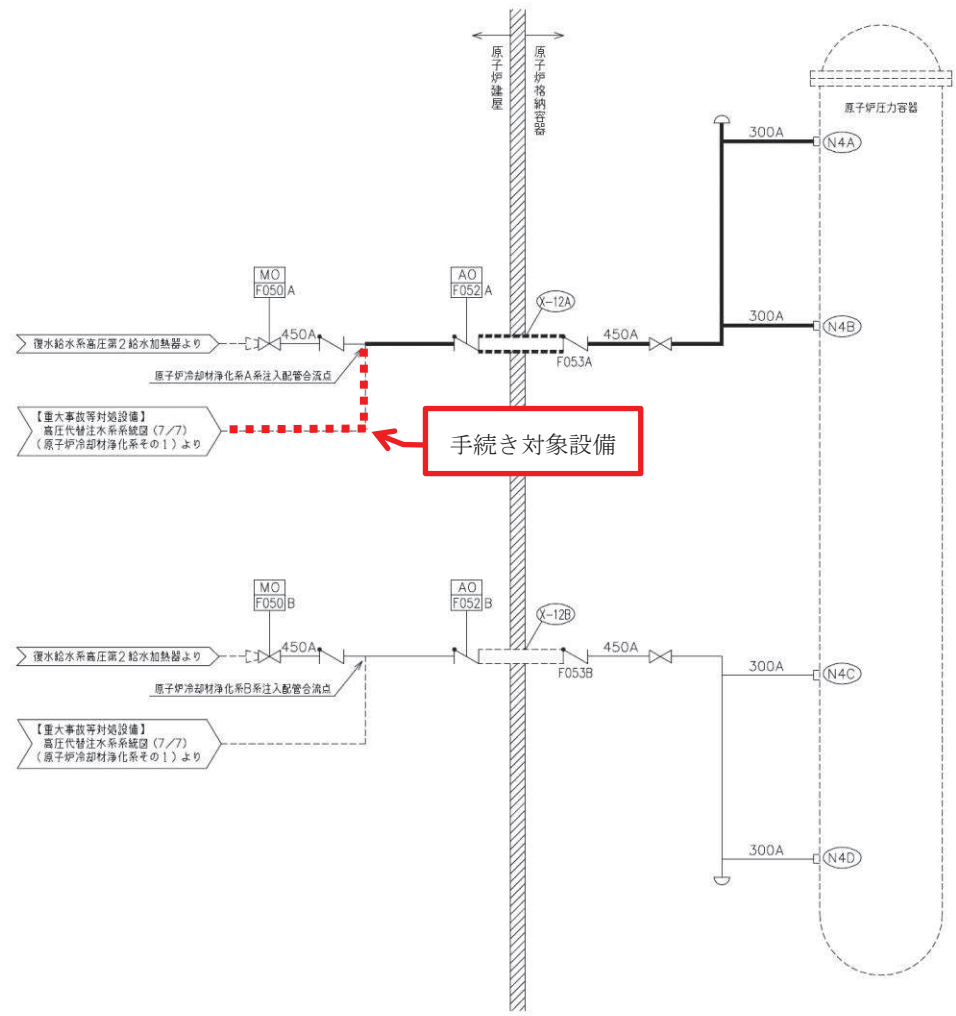 原子炉建屋
原子炉格納容器
原子炉圧力容器
300A
N4A
MO
F050 A
AO
F052 A
X-12A
300A
N4B
復水給水系高圧第2給水加熱器より
450A
450A
F053A
原子炉冷却材浄化系A系注入配管合流点
【重大事故等対処設備】
高圧代替注水系系統図(7/7)
(原子炉冷却材浄化系その1)より
手続き対象設備
MO
F050 B
AO
F052 B
X-12B
復水給水系高圧第2給水加熱器より
450A
450A
F053B
300A
N4C
原子炉冷却材浄化系B系注入配管合流点
【重大事故等対処設備】
高圧代替注水系系統図(7/7)
(原子炉冷却材浄化系その1)より
300A
N4D